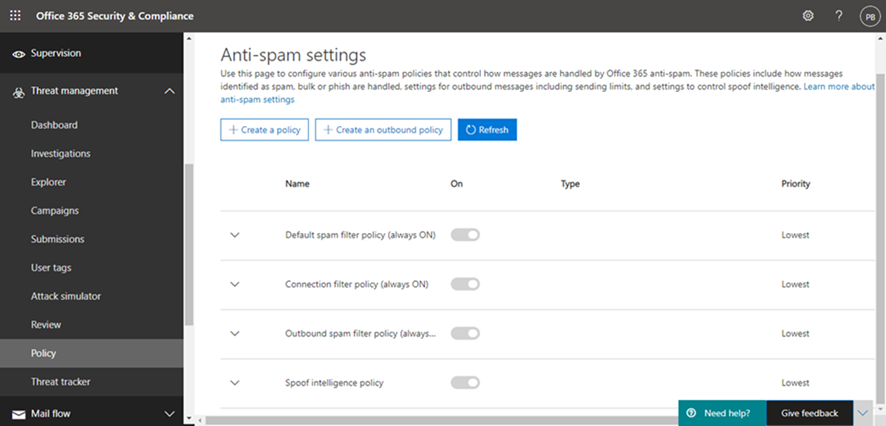 Office 365 Security & Compliance
?
PB
Supervision
Threat management
Dashboard
Investigations
Explorer
Campaigns
Submissions
User tags
Attack simulator
Review
Policy
Threat tracker
Mail flow
Anti-spam settings
Use this page to configure various anti-spam policies that control how messages are handled by Office 365 anti-spam. These policies include how messages
identified as spam, bulk or phish are handled, settings for outbound messages including sending limits, and settings to control spoof intelligence. Learn more about
anti-spam settings
+ Create a policy
+ Create an outbound policy
Refresh
Name On Type Priority
Default spam filter policy (always ON) Lowest
Connection filter policy (always ON) Lowest
Outbound spam filter policy (always... Lowest
Spoof intelligence policy Lowest
? Need help?
Give feedback